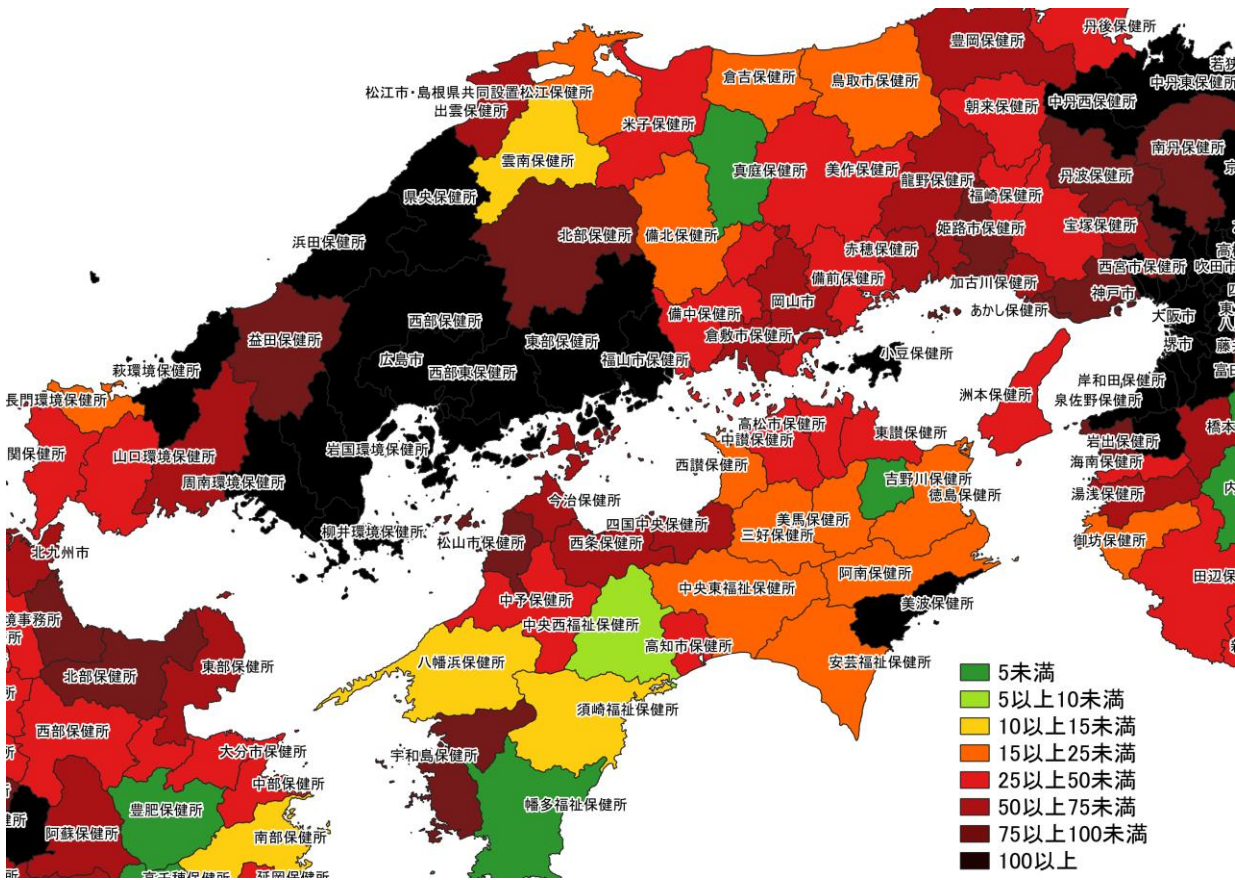 丹後保健所
豊岡保健所
若狭
中丹東保健所
倉吉保健所
鳥取市保健所
松江市・島根県共同設置松江保健所
出雲保健所
朝来保健所
中丹西保健所
米子保健所
南丹保健所
雲南保健所
真庭保健所
美作保健所
龍野保健所
福崎保健所
丹波保健所
京
県央保健所
浜田保健所
北部保健所
備北保健所
姫路市保健所
宝塚保健所
赤穂保健所
高槻
西宮市保健所
吹田市
備前保健所
加古川保健所
神戸市
岡山市
あかし保健所
大阪市
東
八
西部保健所
備中保健所
倉敷市保健所
堺市
益田保健所
東部保健所
福山市保健所
小豆保健所
藤井
広島市
西部東保健所
萩環境保健所
岸和田保健所
富田
長門環境保健所
洲本保健所
泉佐野保健所
高松市保健所
中讃保健所
東讃保健所
橋本
岩出保健所
関保健所
山口環境保健所
岩国環境保健所
西讃保健所
海南保健所
周南環境保健所
吉野川保健所
徳島保健所
湯浅保健所
内
今治保健所
美馬保健所
四国中央保健所
柳井環境保健所
三好保健所
松山市保健所
西条保健所
御坊保健所
北九州市
阿南保健所
田辺保
中央東福祉保健所
中予保健所
美波保健所
境事務所
中央西福祉保健所
高知市保健所
所
八幡浜保健所
安芸福祉保健所
東部保健所
北部保健所
須崎福祉保健所
西部保健所
大分市保健所
宇和島保健所
中部保健所
幡多福祉保健所
豊肥保健所
健所
阿蘇保健所
南部保健所
高千穂保健所
延岡保健所
5未満
5以上10未満
10以上15未満
15以上25未満
25以上50未満
50以上75未満
75以上100未満
100以上